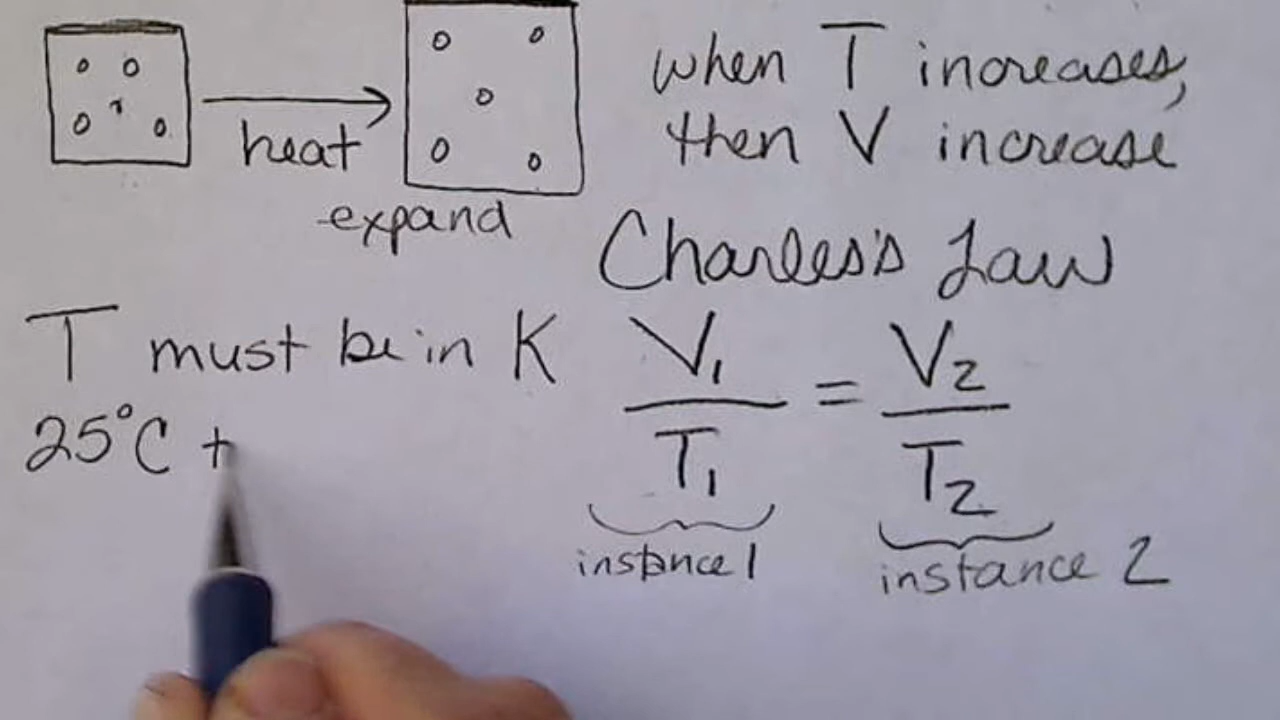 heat
expand
when T increases,
then V increase
Charles's Law
T must be in K
25°C +
V₁ = V₂
T₁ T₂
instance 1 instance 2